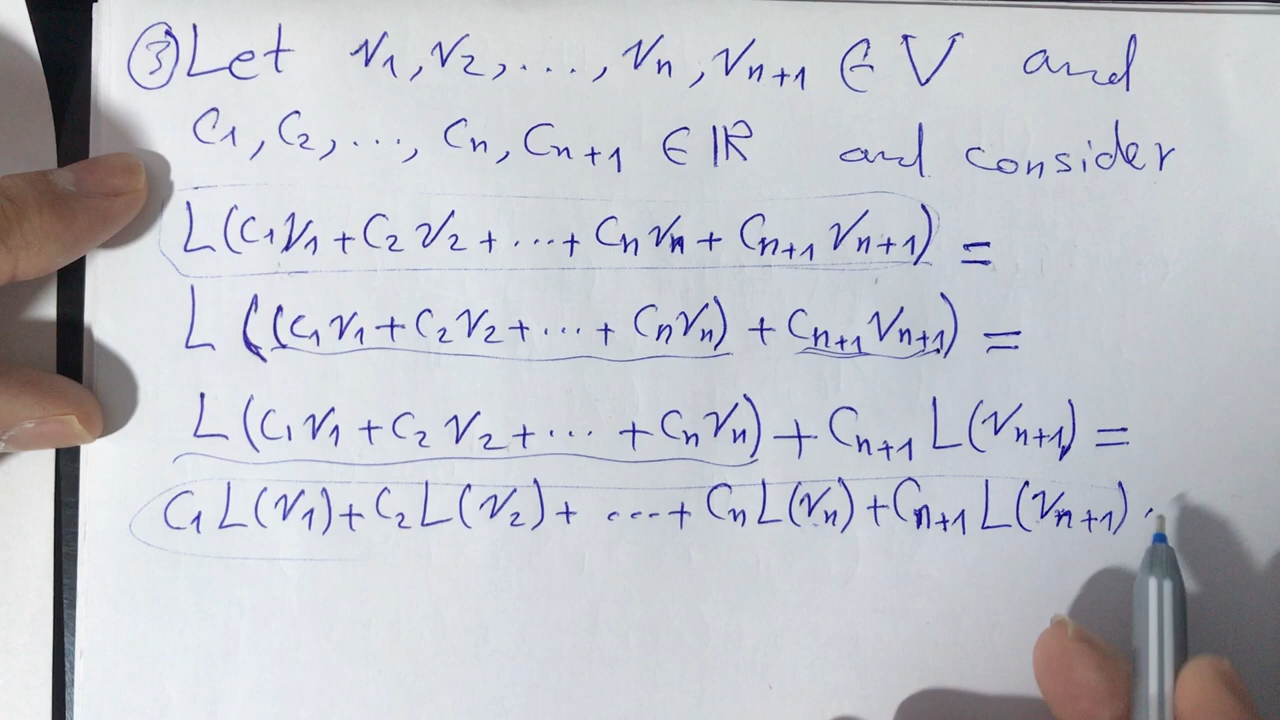 ③ Let v₁, v₂, ..., vₙ, vₙ₊₁ ∈ V and
c₁, c₂, ..., cₙ, cₙ₊₁ ∈ ℝ and consider
L(c₁v₁ + c₂v₂ + ... + cₙvₙ + cₙ₊₁vₙ₊₁) =
L((c₁v₁ + c₂v₂ + ... + cₙvₙ) + cₙ₊₁vₙ₊₁) =
L(c₁v₁ + c₂v₂ + ... + cₙvₙ) + cₙ₊₁L(vₙ₊₁) =
c₁L(v₁) + c₂L(v₂) + ... + cₙL(vₙ) + cₙ₊₁L(vₙ₊₁).